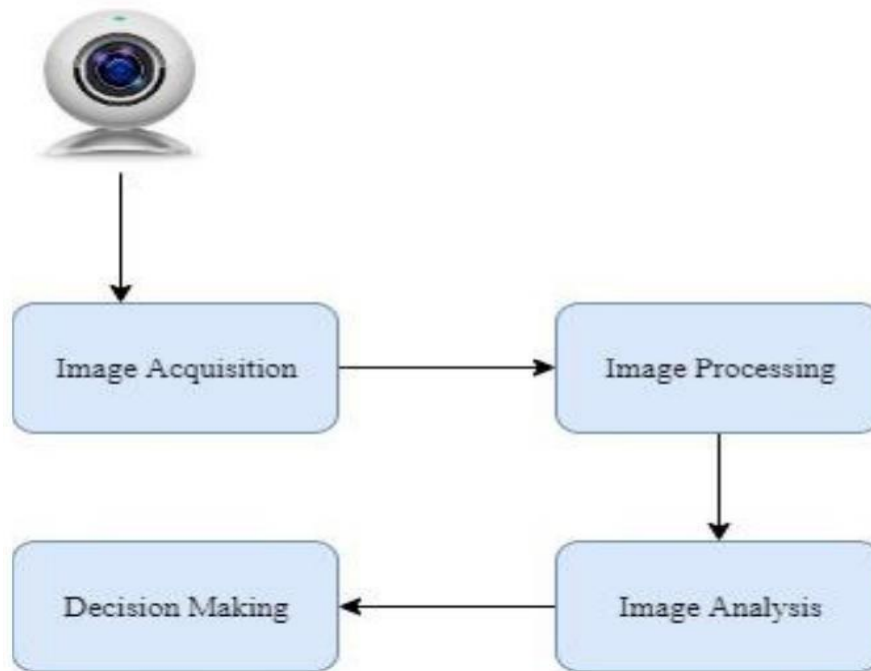 Image Acquisition
Image Processing
Image Analysis
Decision Making